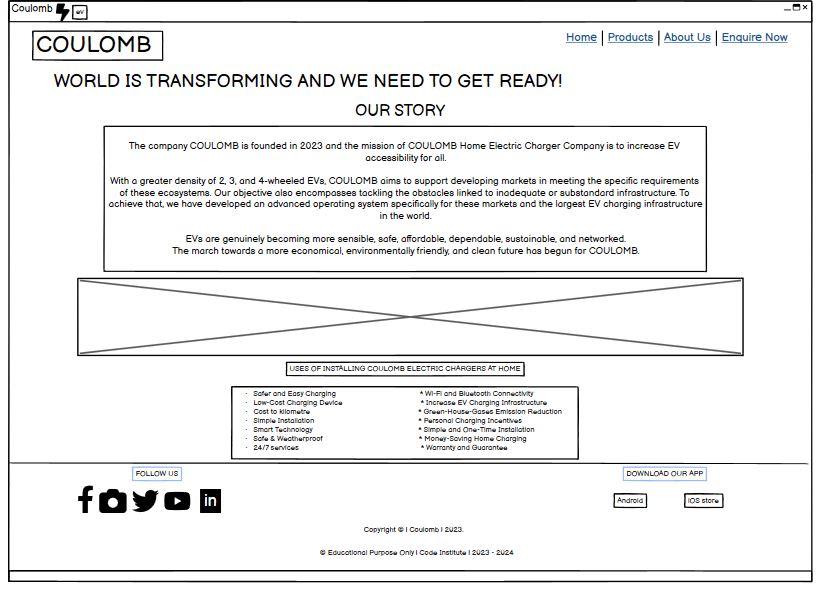 Coulomb EV
COULOMB
Home | Products | About Us | Enquire Now
WORLD IS TRANSFORMING AND WE NEED TO GET READY!
OUR STORY
The company COULOMB is founded in 2023 and the mission of COULOMB Home Electric Charger Company is to increase EV
accessibility for all.
With a greater density of 2, 3, and 4-wheeled EVs, COULOMB aims to support developing markets in meeting the specific requirements
of these ecosystems. Our objective also encompasses tackling the obstacles linked to inadequate or substandard infrastructure. To
achieve that, we have developed an advanced operating system specifically for these markets and the largest EV charging infrastructure
in the world.
EVs are genuinely becoming more sensible, safe, affordable, dependable, sustainable, and networked.
The march towards a more economical, environmentally friendly, and clean future has begun for COULOMB.
USES OF INSTALLING COULOMB ELECTRIC CHARGERS AT HOME
· Safer and Easy Charging
· Low-Cost Charging Device
· Cost to kilometre
· Simple Installation
· Smart Technology
· Safe & Weatherproof
· 24/7 services
* Wi-Fi and Bluetooth Connectivity
* Increase EV Charging Infrastructure
* Green-House-Gases Emission Reduction
* Personal Charging Incentives
* Simple and One-Time Installation
* Money-Saving Home Charging
* Warranty and Guarantee
FOLLOW US
in
DOWNLOAD OUR APP
Android
IOS store
Copyright © | Coulomb | 2023.
© Educational Purpose Only | Code Institute | 2023 - 2024